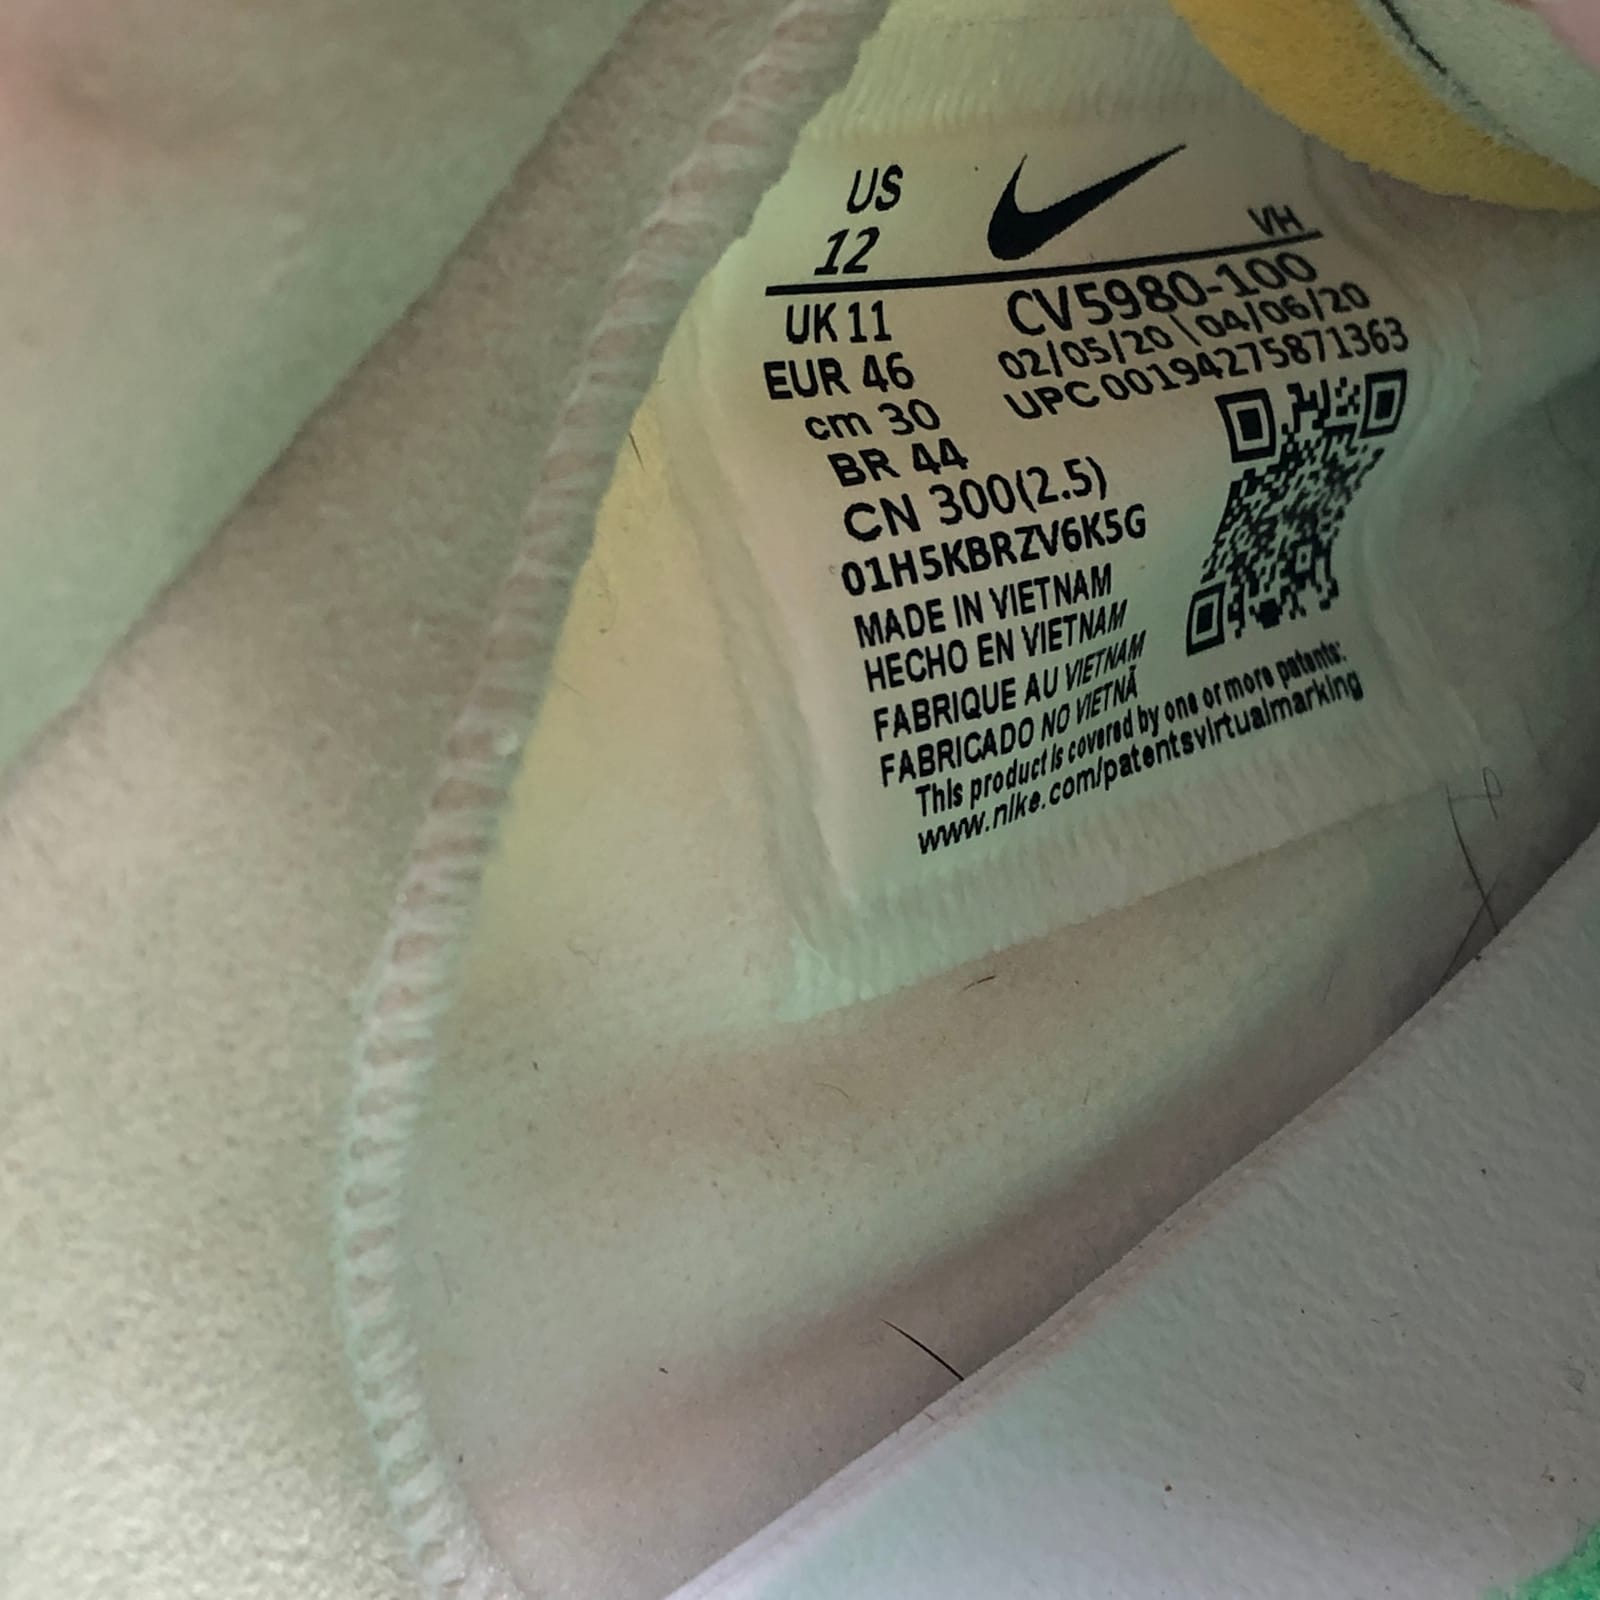 US
12
VH
UK 11
EUR 46
cm 30
BR 44
CN 300(2.5)
CV5980-100
02/05/20 \ 04/06/20
UPC 00194275871363
01H5KBRZV6K5G
MADE IN VIETNAM
HECHO EN VIETNAM
FABRIQUE AU VIETNAM
FABRICADO NO VIETNÃ
This product is covered by one or more patents:
www.nike.com/patentsvirtualmarking